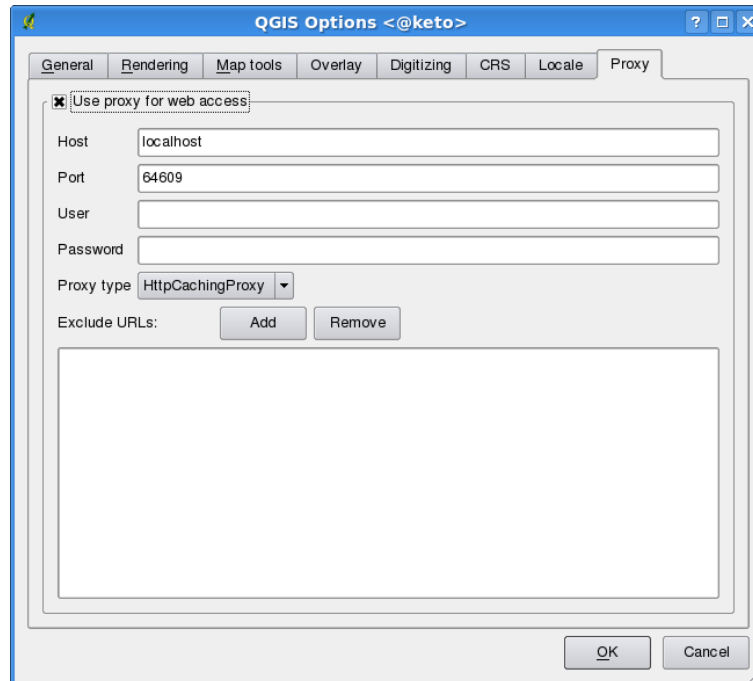 QGIS Options <@keto>
General Rendering Map tools Overlay Digitizing CRS Locale Proxy
Use proxy for web access
Host localhost
Port 64609
User
Password
Proxy type HttpCachingProxy
Exclude URLs: Add Remove
OK Cancel